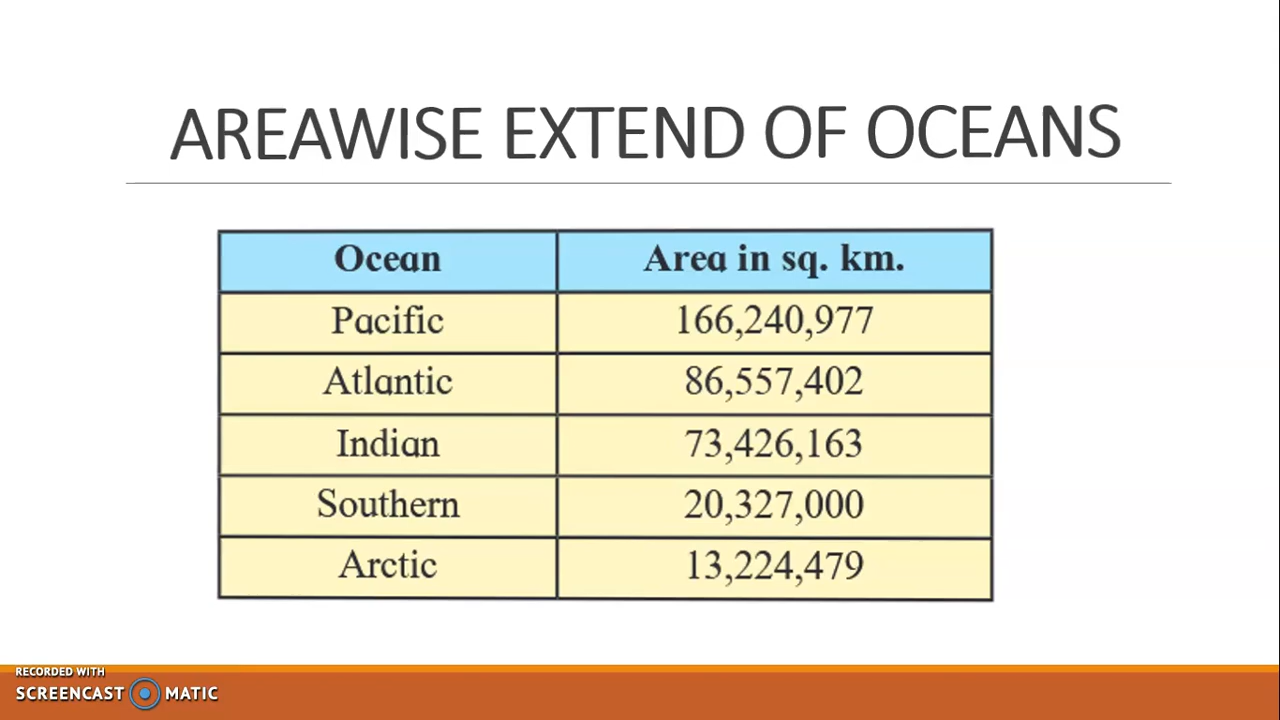 AREAWISE EXTEND OF OCEANS
Ocean Area in sq. km.
Pacific 166,240,977
Atlantic 86,557,402
Indian 73,426,163
Southern 20,327,000
Arctic 13,224,479
RECORDED WITH
SCREENCAST MATIC